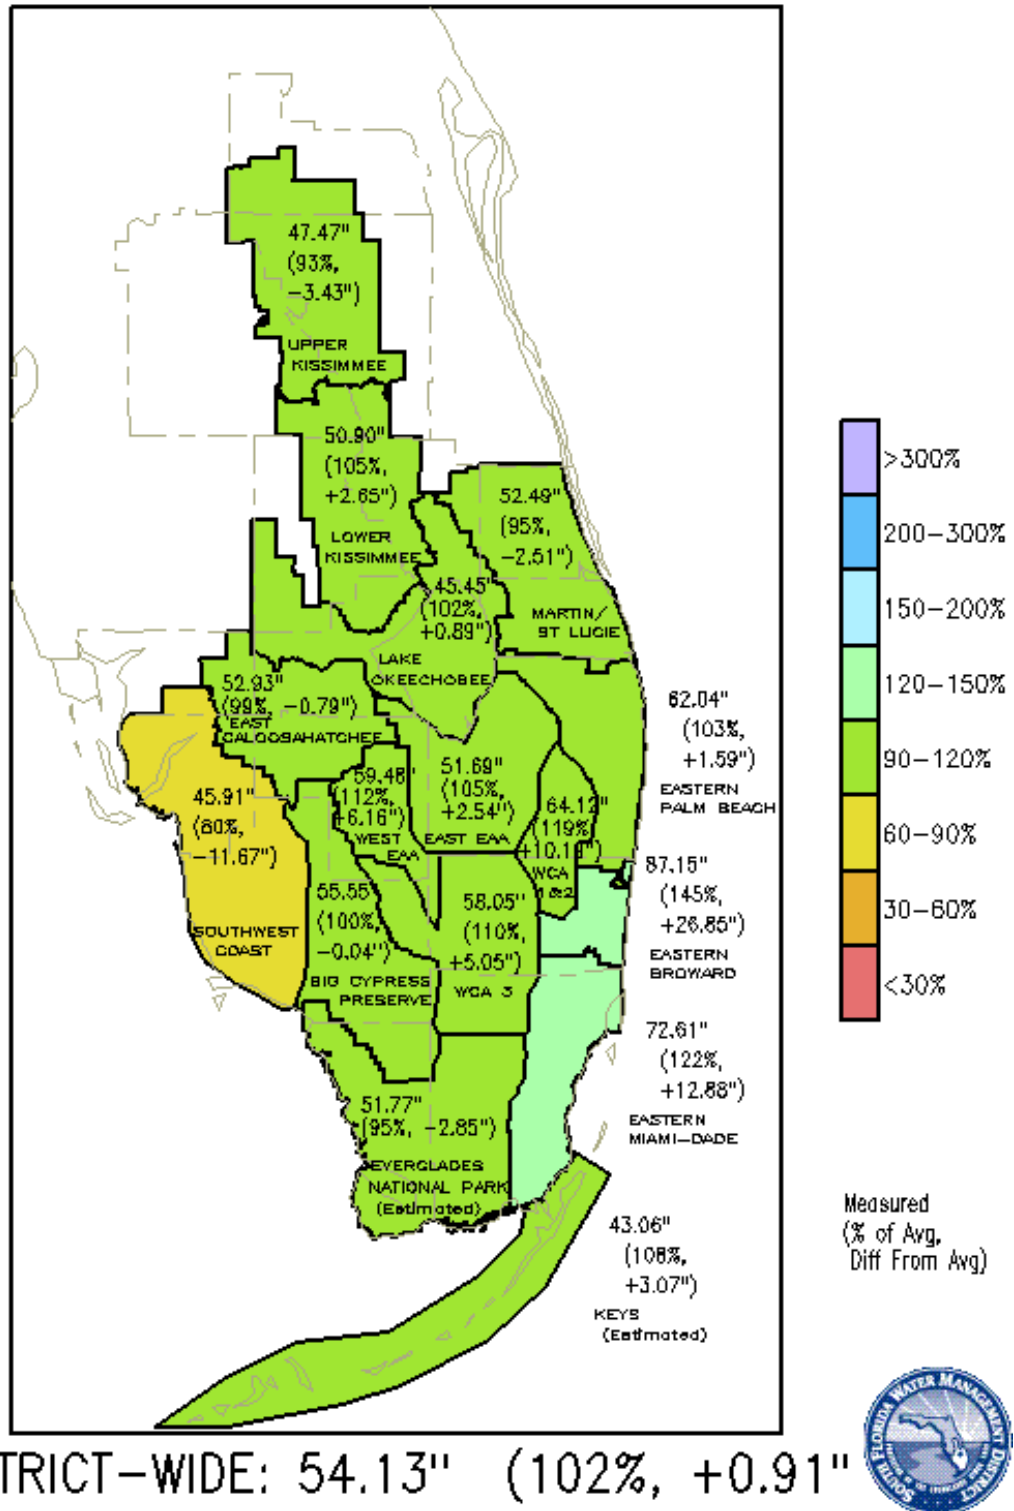 47.47"
(93%,
-3.43")
UPPER
KISSIMMEE
50.90"
(105%,
+2.65")
LOWER
KISSIMMEE
52.49"
(95%,
-2.51")
MARTIN/
ST LUCIE
45.45"
(102%,
+0.89")
LAKE
OKEECHOBEE
52.93"
(99%, -0.79")
EAST
CALOOSAHATCHEE
62.04"
(103%,
+1.59")
EASTERN
PALM BEACH
45.91"
(80%,
-11.67")
SOUTHWEST
COAST
59.48"
(112%,
+6.16")
WEST
EAA
51.69"
(105%,
+2.54")
EAST EAA
64.12"
(119%,
+10.19"
WCA
1&2
87.15"
(145%,
+26.85")
EASTERN
BROWARD
55.55"
(100%,
-0.04")
BIG CYPRESS
PRESERVE
58.05"
(110%,
+5.05")
WCA 3
72.61"
(122%,
+12.88")
EASTERN
MIAMI-DADE
51.77"
(95%, -2.85")
EVERGLADES
NATIONAL PARK
(Estimated)
43.06"
(108%,
+3.07")
KEYS
(Estimated)
>300%
200-300%
150-200%
120-150%
90-120%
60-90%
30-60%
<30%
Measured
(% of Avg,
Diff From Avg)
SOUTH FLORIDA WATER MANAGEMENT DISTRICT
TRICT-WIDE: 54.13" (102%, +0.91"